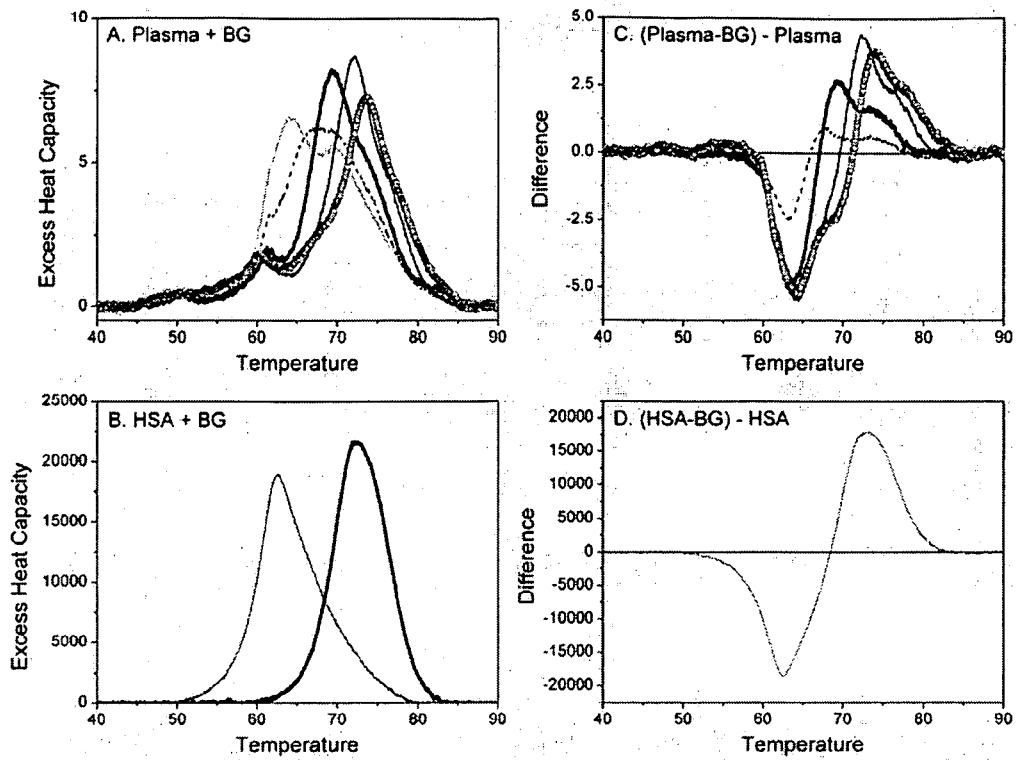 A. Plasma + BG
Excess Heat Capacity
10
5
0
40 50 60 70 80 90
Temperature
C. (Plasma-BG) - Plasma
Difference
5.0
2.5
0.0
-2.5
-5.0
40 50 60 70 80 90
Temperature
B. HSA + BG
Excess Heat Capacity
25000
20000
15000
10000
5000
0
40 50 60 70 80 90
Temperature
D. (HSA-BG) - HSA
Difference
20000
15000
10000
5000
0
-5000
-10000
-15000
-20000
40 50 60 70 80 90
Temperature